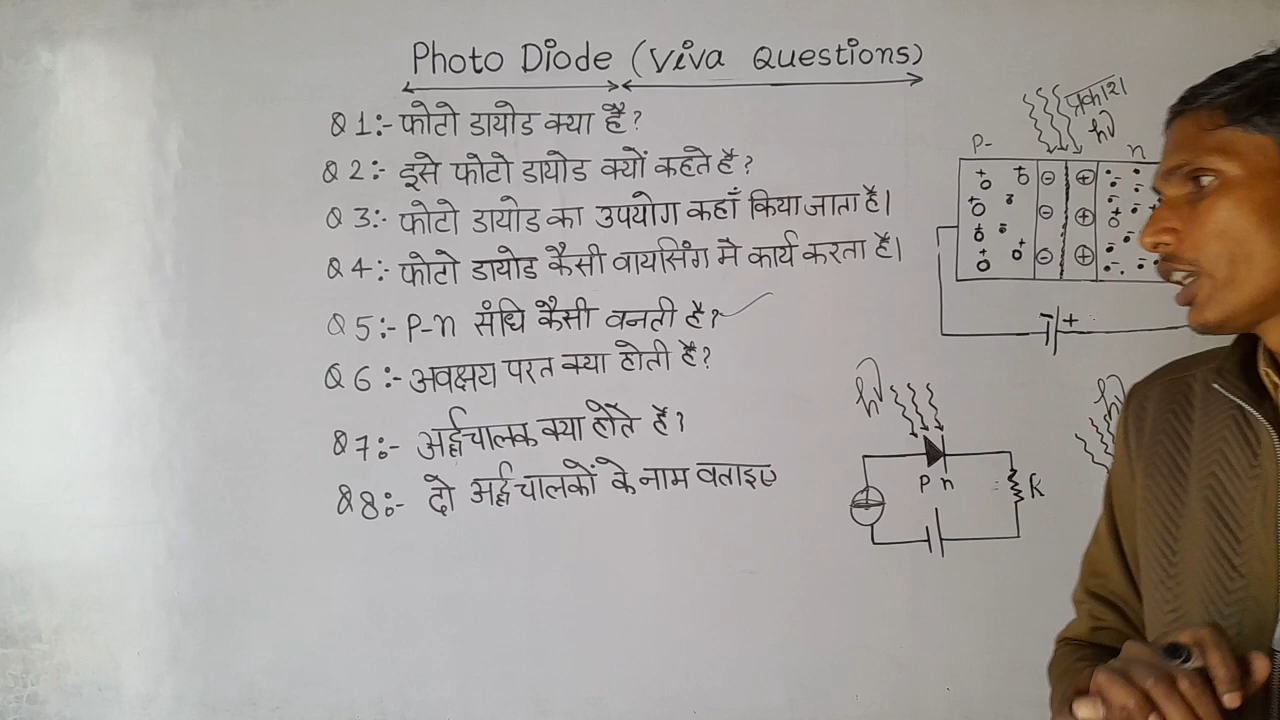 Photo Diode (Viva Questions)
Q 1:- फोटो डायोड क्या है?
Q 2:- इसे फोटो डायोड क्यों कहते है?
Q 3:- फोटो डायोड का उपयोग कहाँ किया जाता है।
Q 4:- फोटो डायोड कैसी वायसिंग मे कार्य करता है।
Q 5:- P-n संधि कैसी वनती है?
Q 6:- अवक्षय परत क्या होती है?
Q 7:- अर्द्धचालक क्या होते है?
Q 8:- दो अर्द्धचालकों के नाम वताइए
प्रकाश
hν
P-
n
hν
P n
R
hν